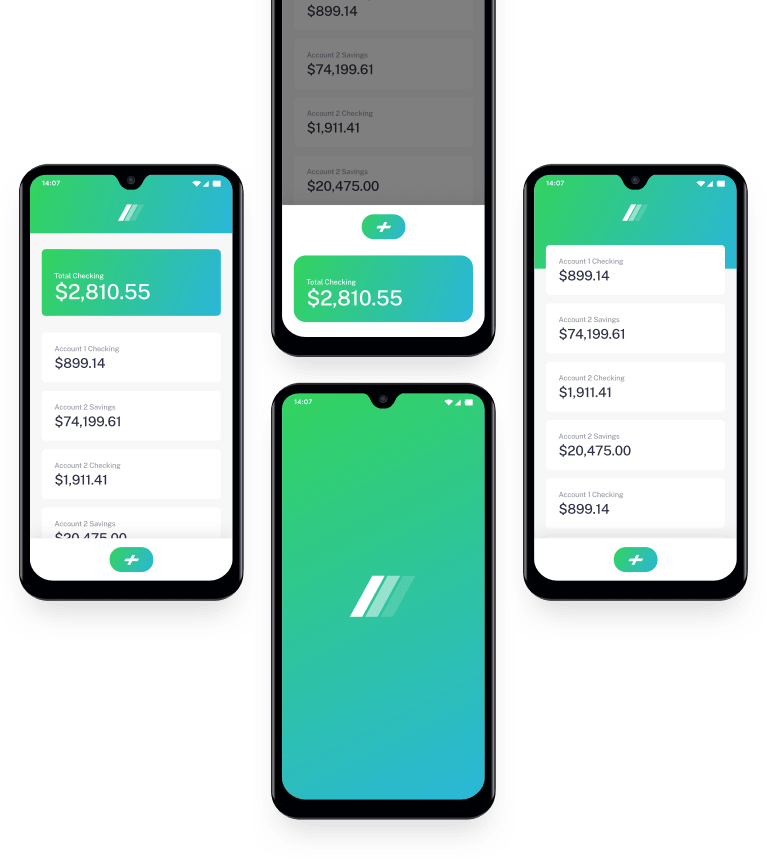 $899.14
Account 2 Savings
$74,199.61
Account 2 Checking
$1,911.41
Account 2 Savings
$20,475.00
Total Checking
$2,810.55
14:07
Total Checking
$2,810.55
Account 1 Checking
$899.14
Account 2 Savings
$74,199.61
Account 2 Checking
$1,911.41
Account 2 Savings
$20,475.00
14:07
14:07
Account 1 Checking
$899.14
Account 2 Savings
$74,199.61
Account 2 Checking
$1,911.41
Account 2 Savings
$20,475.00
Account 1 Checking
$899.14